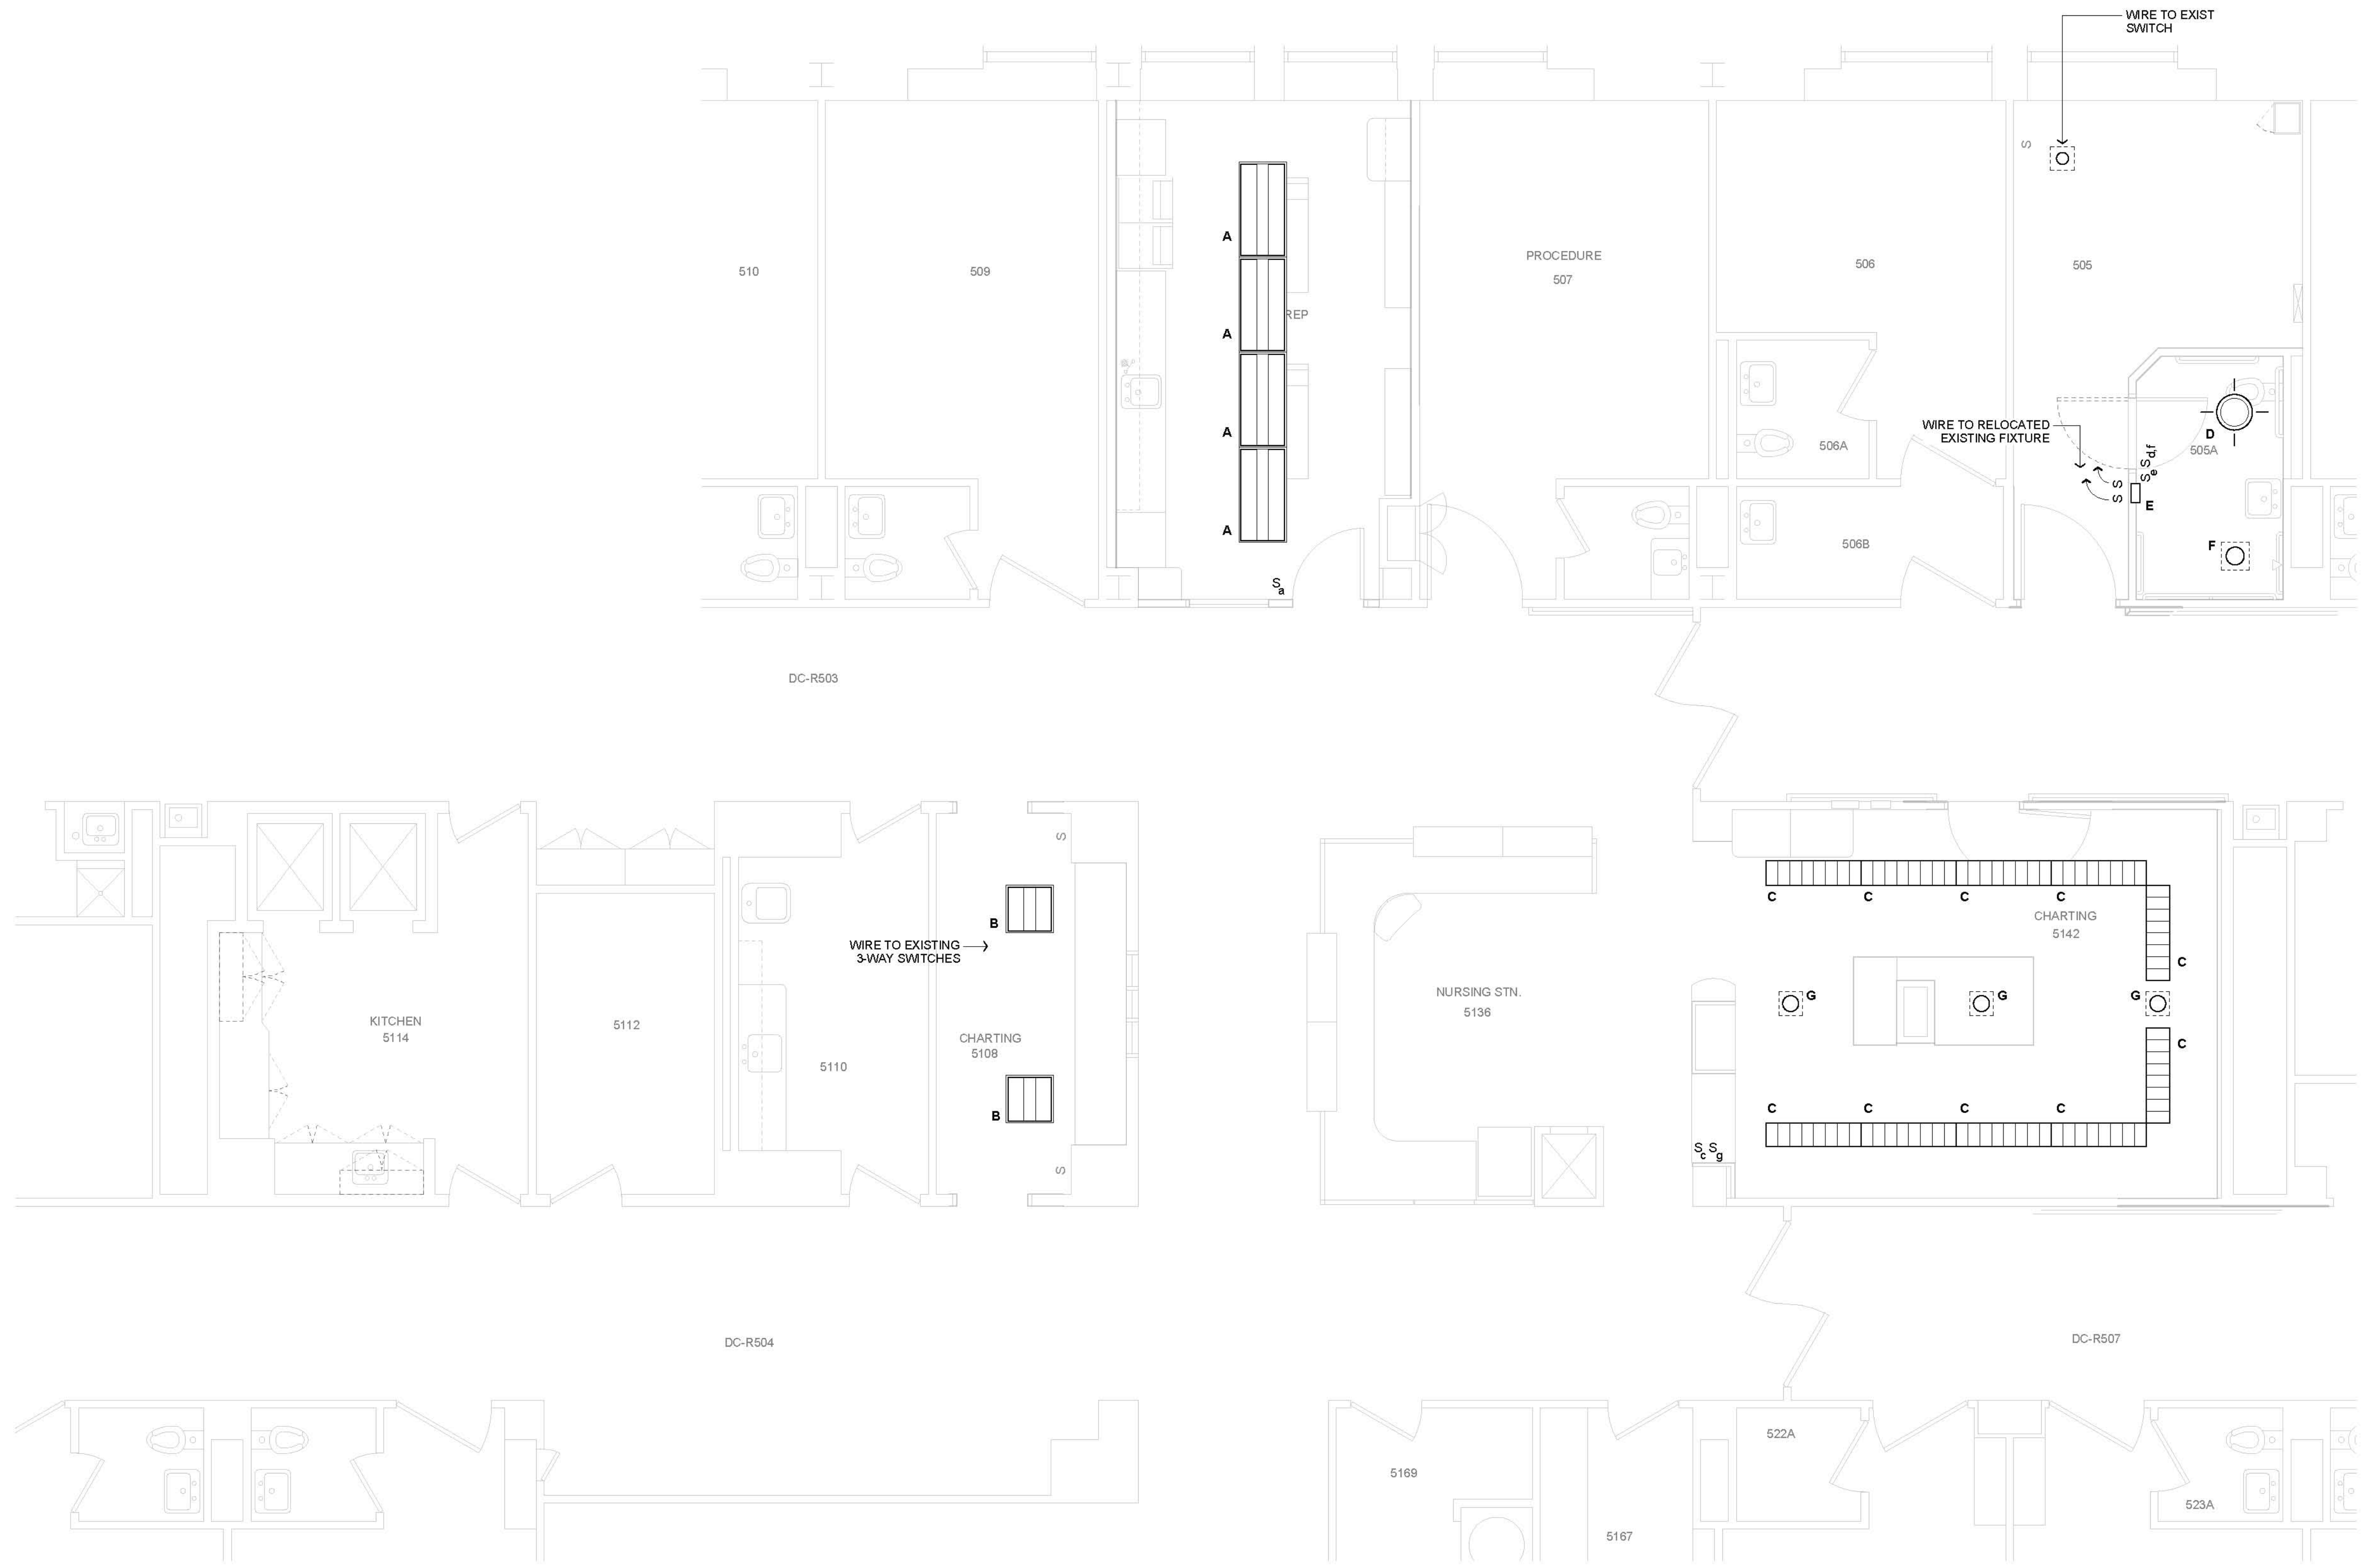 WIRE TO EXIST
SWITCH
S
A
510
509
PROCEDURE
507
506
505
REP
A
A
A
WIRE TO RELOCATED
EXISTING FIXTURE
506A
D
505A
Se Sd,f
S
S
E
506B
F
Sa
DC-R503
S
B
WIRE TO EXISTING
3-WAY SWITCHES
C
C
C
C
CHARTING
5142
C
NURSING STN.
5136
G
G
G
KITCHEN
5114
5112
5110
CHARTING
5108
C
B
C
C
C
C
S
Sc Sg
DC-R504
DC-R507
522A
5169
523A
5167